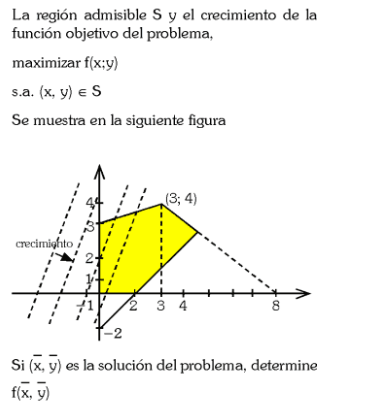 La región admisible S y el crecimiento de la
función objetivo del problema,
maximizar f(x;y)
s.a. (x, y) ∈ S
Se muestra en la siguiente figura
4
(3; 4)
3
crecimiento
2
1
-1 2 3 4 8
-2
Si (x̄, ȳ) es la solución del problema, determine
f(x̄, ȳ)